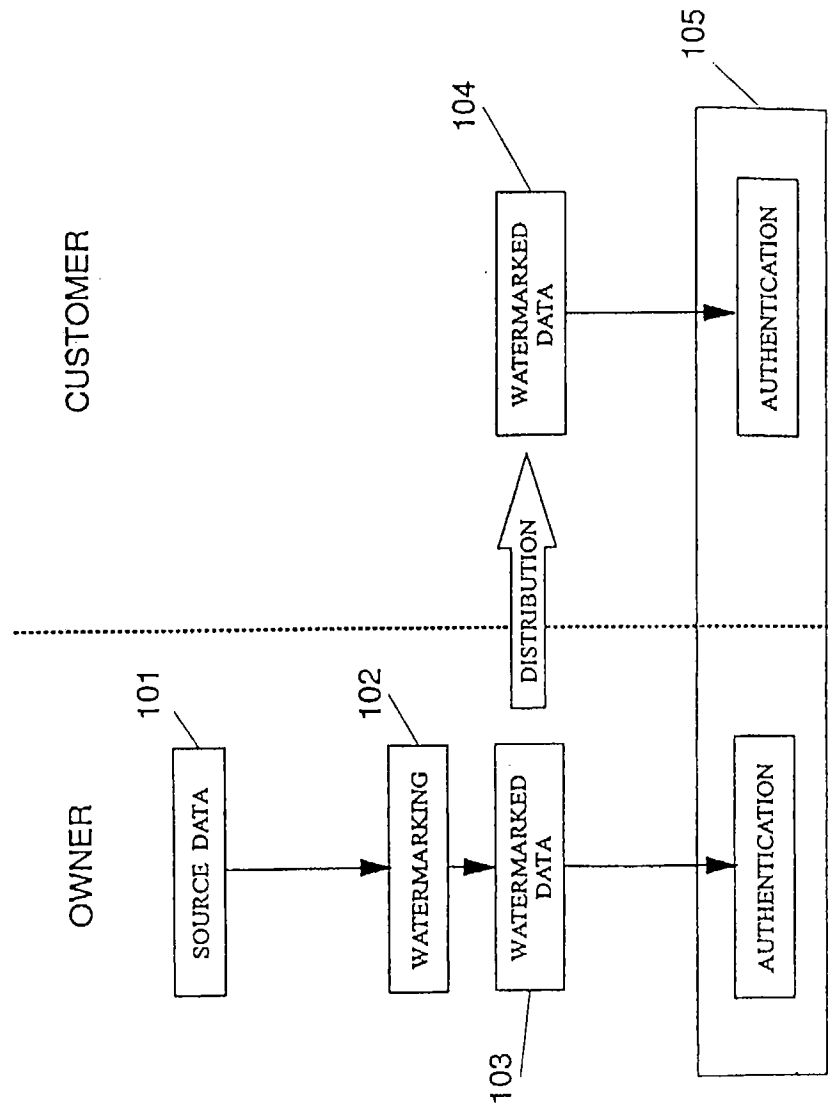 OWNER
CUSTOMER
101
SOURCE DATA
102
WATERMARKING
103
WATERMARKED
DATA
DISTRIBUTION
104
WATERMARKED
DATA
105
AUTHENTICATION
AUTHENTICATION